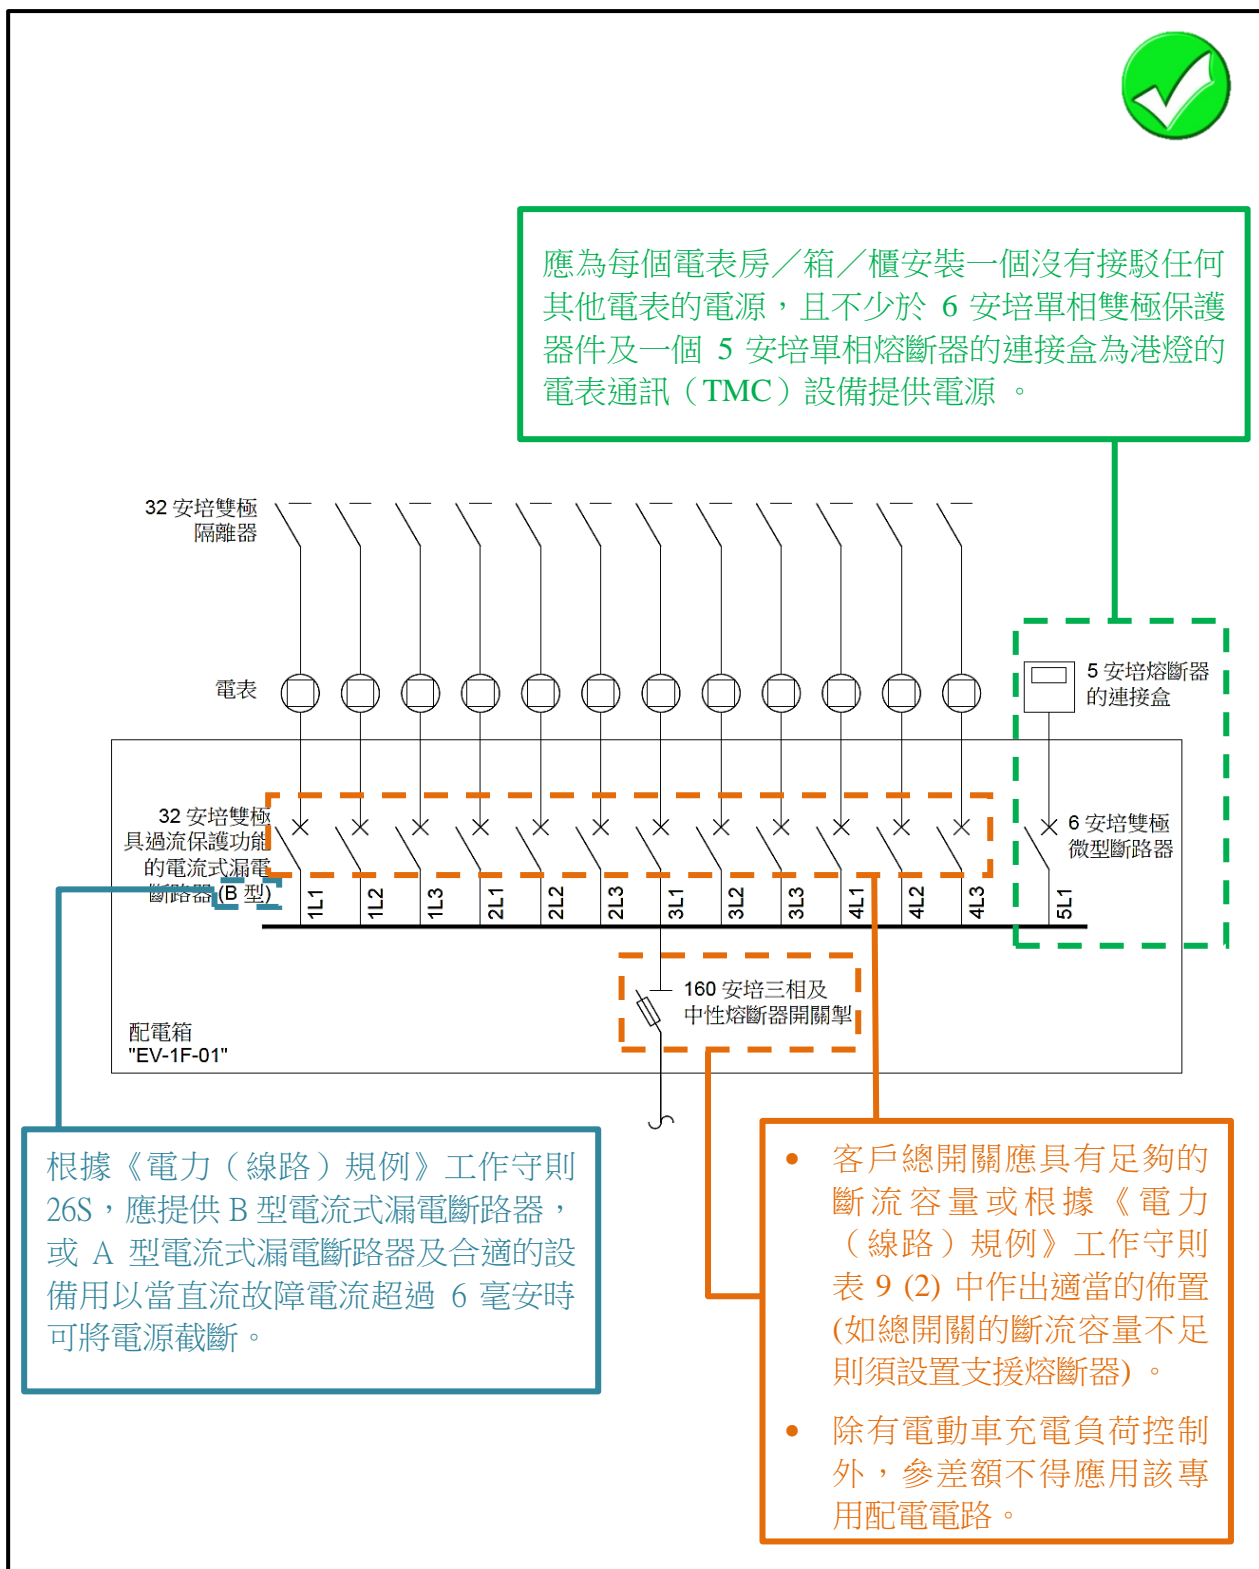 應為每個電表房／箱／櫃安裝一個沒有接駁任何
其他電表的電源，且不少於 6 安培單相雙極保護
器件及一個 5 安培單相熔斷器的連接盒為港燈的
電表通訊（TMC）設備提供電源 。
32 安培雙極
隔離器
電表
5 安培熔斷器
的連接盒
32 安培雙極
具過流保護功能
的電流式漏電
斷路器 (B 型)
6 安培雙極
微型斷路器
1L1
1L2
1L3
2L1
2L2
2L3
3L1
3L2
3L3
4L1
4L2
4L3
5L1
160 安培三相及
中性熔斷器開關掣
配電箱
"EV-1F-01"
根據《電力（線路）規例》工作守則
26S，應提供 B 型電流式漏電斷路器，
或 A 型電流式漏電斷路器及合適的設
備用以當直流故障電流超過 6 毫安時
可將電源截斷。
• 客戶總開關應具有足夠的
斷流容量或根據《電力
（線路）規例》工作守則
表 9 (2) 中作出適當的佈置
(如總開關的斷流容量不足
則須設置支援熔斷器) 。
• 除有電動車充電負荷控制
外，參差額不得應用該專
用配電電路。